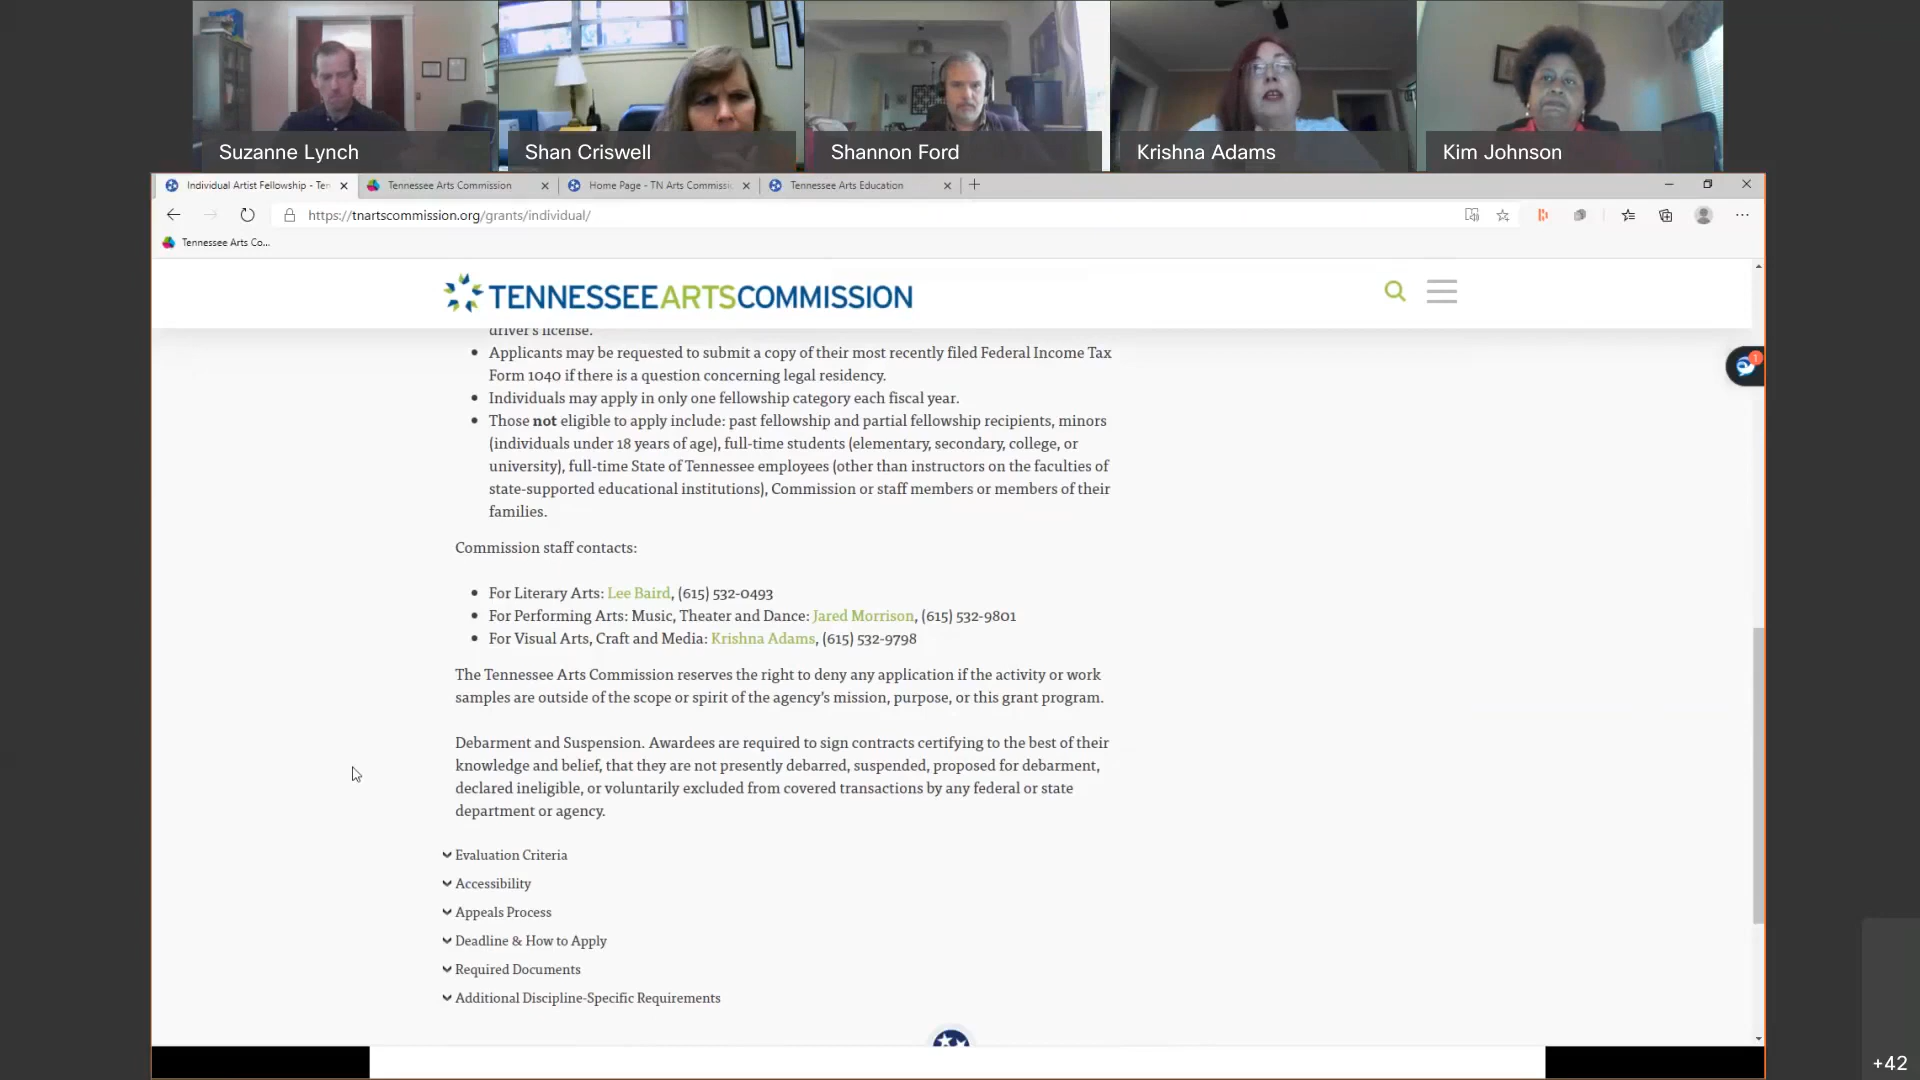 Suzanne Lynch
Shan Criswell
Shannon Ford
Krishna Adams
Kim Johnson
Individual Artist Fellowship - Ten
Tennessee Arts Commission
Home Page - TN Arts Commissi
Tennessee Arts Education
https://tnartscommission.org/grants/individual/
Tennessee Arts Co...
TENNESSEEARTSCOMMISSION
driver's license.
Applicants may be requested to submit a copy of their most recently filed Federal Income Tax
Form 1040 if there is a question concerning legal residency.
Individuals may apply in only one fellowship category each fiscal year.
Those not eligible to apply include: past fellowship and partial fellowship recipients, minors
(individuals under 18 years of age), full-time students (elementary, secondary, college, or
university), full-time State of Tennessee employees (other than instructors on the faculties of
state-supported educational institutions), Commission or staff members or members of their
families.
Commission staff contacts:
For Literary Arts: Lee Baird, (615) 532-0493
For Performing Arts: Music, Theater and Dance: Jared Morrison, (615) 532-9801
For Visual Arts, Craft and Media: Krishna Adams, (615) 532-9798
The Tennessee Arts Commission reserves the right to deny any application if the activity or work
samples are outside of the scope or spirit of the agency's mission, purpose, or this grant program.
Debarment and Suspension. Awardees are required to sign contracts certifying to the best of their
knowledge and belief, that they are not presently debarred, suspended, proposed for debarment,
declared ineligible, or voluntarily excluded from covered transactions by any federal or state
department or agency.
Evaluation Criteria
Accessibility
Appeals Process
Deadline & How to Apply
Required Documents
Additional Discipline-Specific Requirements
1
+42